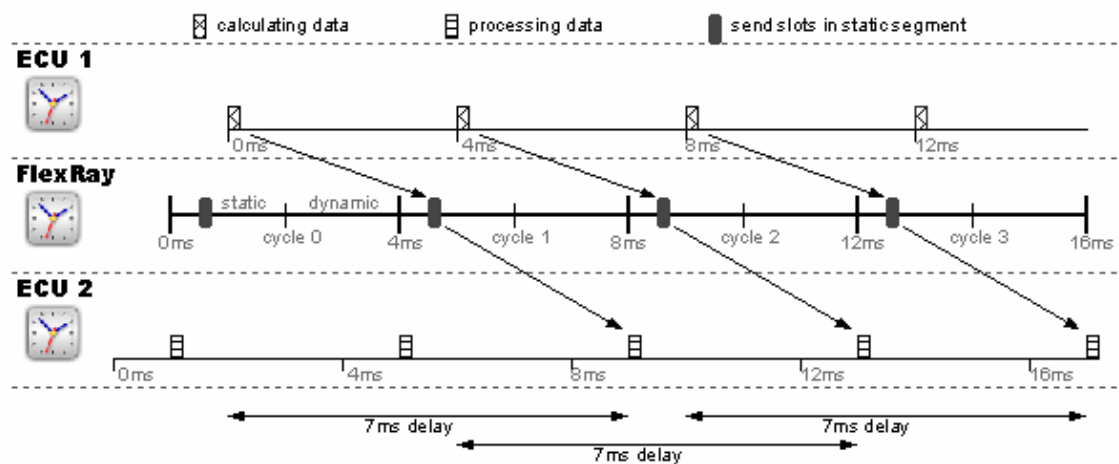 calculating data processing data send slots in static segment
ECU 1
0ms 4ms 8ms 12ms
FlexRay
static dynamic
cycle 0 cycle 1 cycle 2 cycle 3
0ms 4ms 8ms 12ms 16ms
ECU 2
0ms 4ms 8ms 12ms 16ms
7ms delay 7ms delay
7ms delay